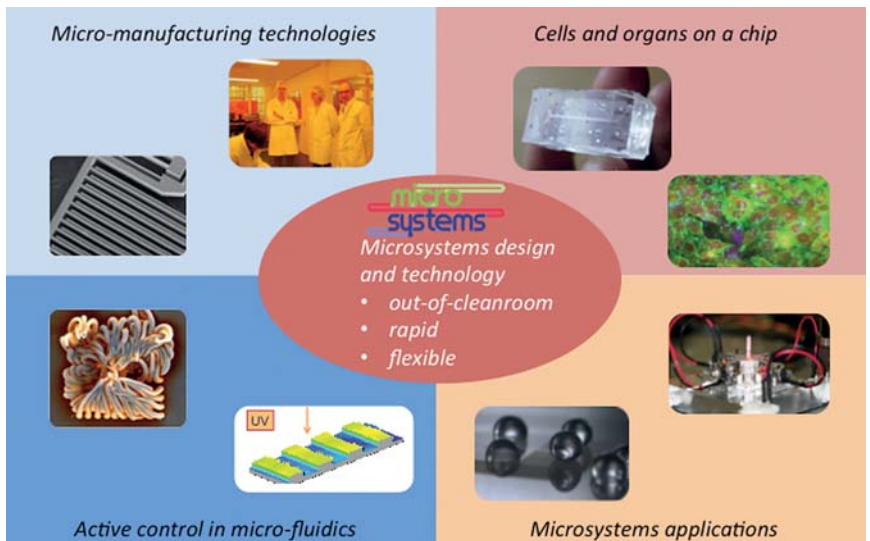 Micro-manufacturing technologies
Cells and organs on a chip
micro
systems
Microsystems design
and technology
• out-of-cleanroom
• rapid
• flexible
UV
Active control in micro-fluidics
Microsystems applications